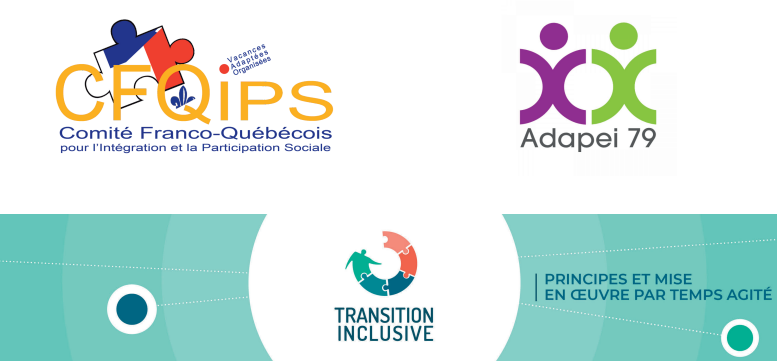 Vacances
Adaptées
Organisées
CFQiPS
Comité Franco-Québécois
pour l'Intégration et la Participation Sociale
Adapei 79
TRANSITION
INCLUSIVE
PRINCIPES ET MISE
EN ŒUVRE PAR TEMPS AGITÉ